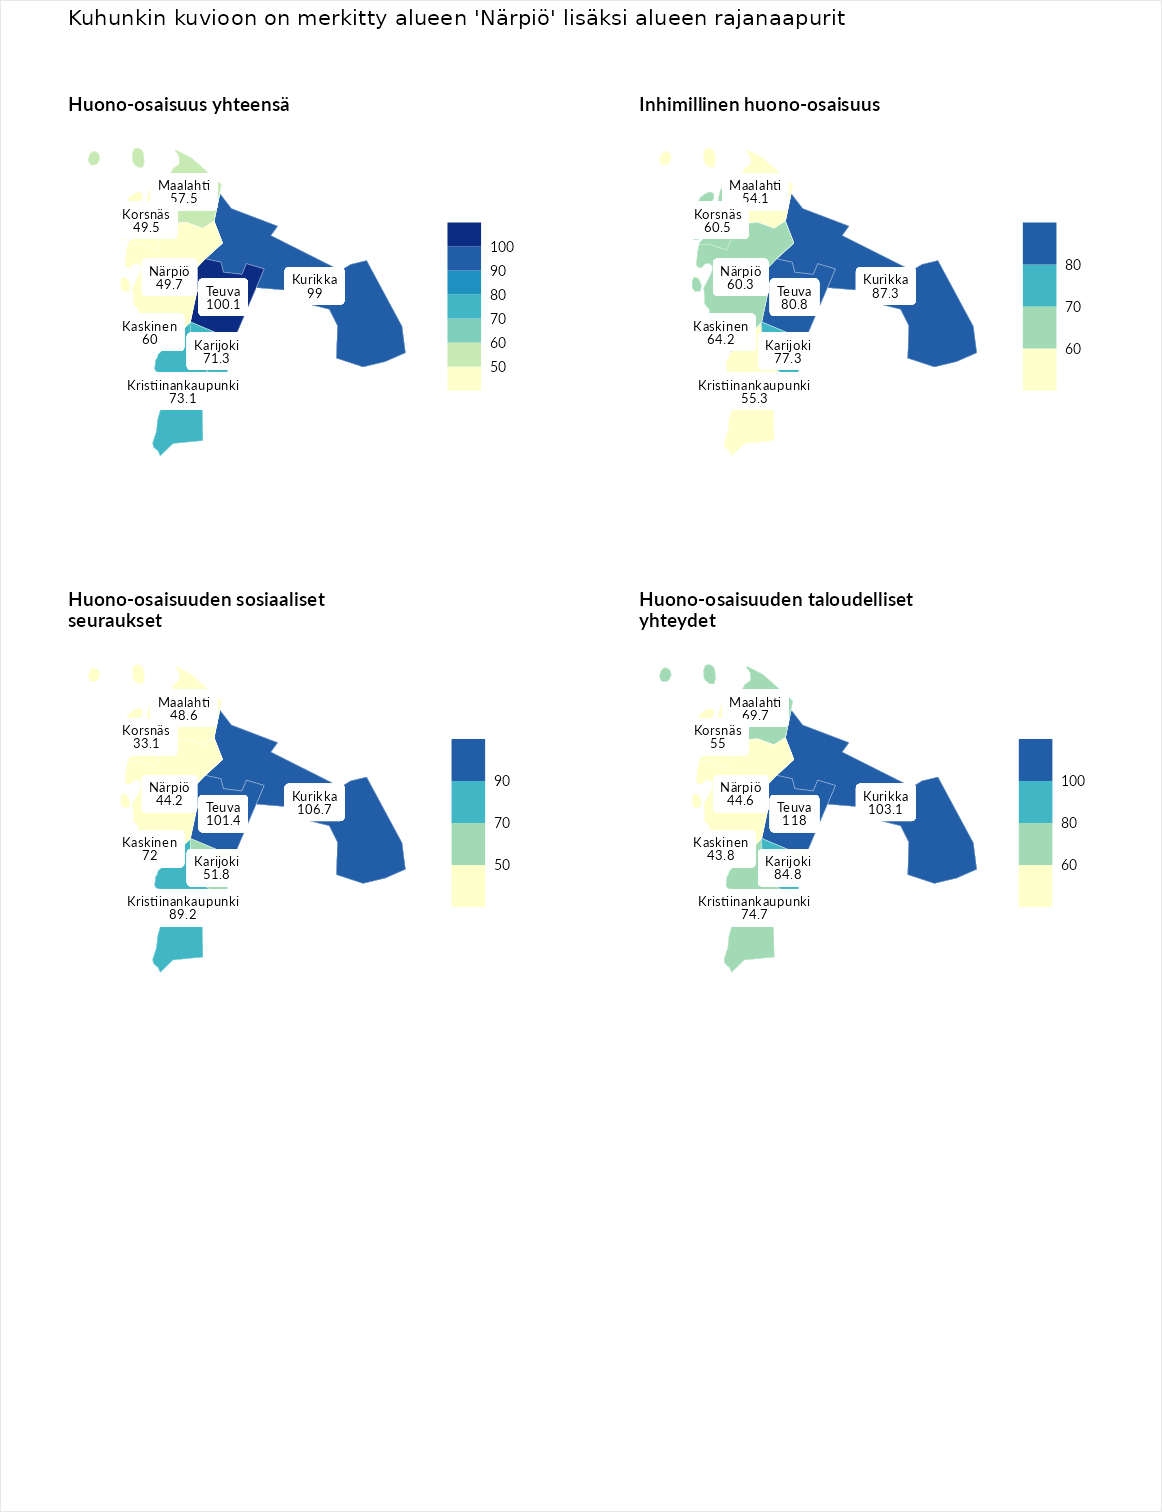 Kuhunkin kuvioon on merkitty alueen 'Närpiö' lisäksi alueen rajanaapurit
Huono-osaisuus yhteensä
Maalahti
57.5
Korsnäs
49.5
Närpiö
49.7
Teuva
100.1
Kurikka
99
Kaskinen
60
Karijoki
71.3
Kristiinankaupunki
73.1
100
90
80
70
60
50
Inhimillinen huono-osaisuus
Maalahti
54.1
Korsnäs
60.5
Närpiö
60.3
Teuva
80.8
Kurikka
87.3
Kaskinen
64.2
Karijoki
77.3
Kristiinankaupunki
55.3
80
70
60
Huono-osaisuuden sosiaaliset
seuraukset
Maalahti
48.6
Korsnäs
33.1
Närpiö
44.2
Teuva
101.4
Kurikka
106.7
Kaskinen
72
Karijoki
51.8
Kristiinankaupunki
89.2
90
70
50
Huono-osaisuuden taloudelliset
yhteydet
Maalahti
69.7
Korsnäs
55
Närpiö
44.6
Teuva
118
Kurikka
103.1
Kaskinen
43.8
Karijoki
84.8
Kristiinankaupunki
74.7
100
80
60